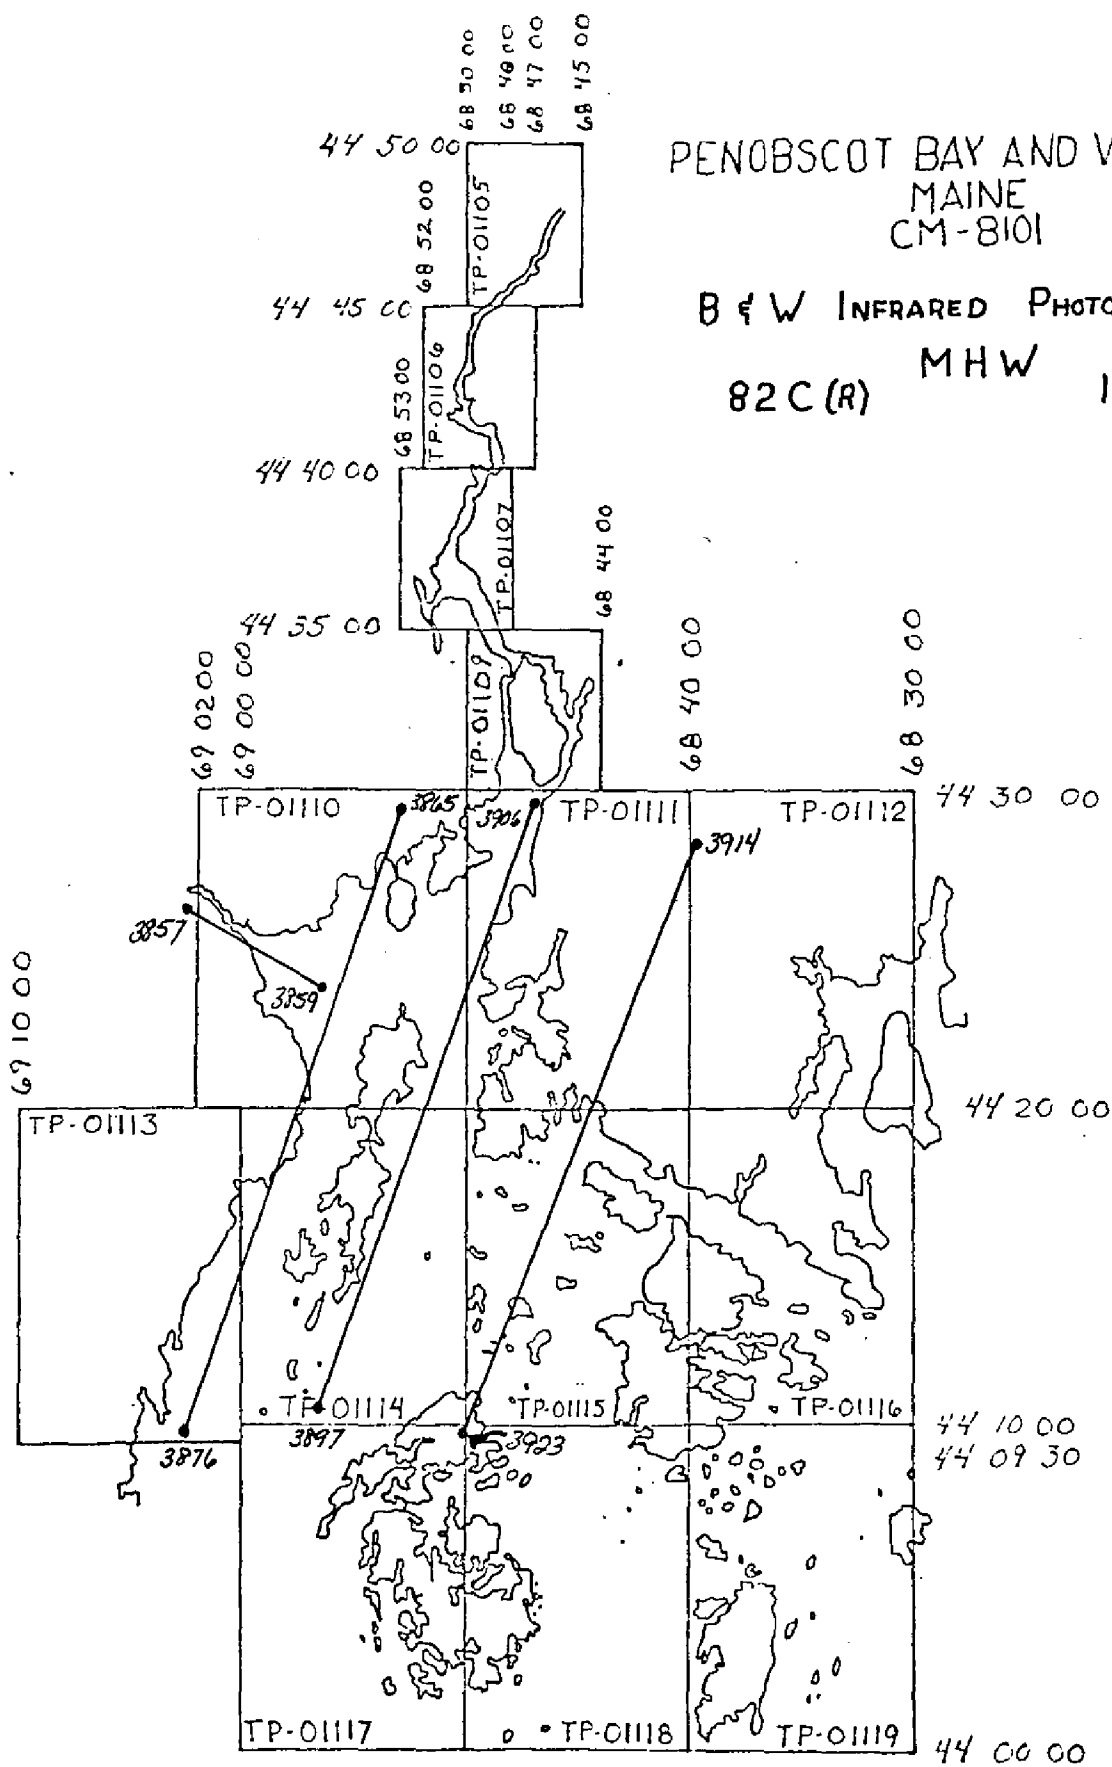 68 50 00
68 48 00
68 47 00
68 45 00
44 50 00
PENOBSCOT BAY AND
MAINE
CM-8101
68 52 00
TP-01105
44 45 00
B & W INFRARED PHOTO
MHW
82C(R)
68 53 00
TP-01106
44 40 00
TP-01107
68 44 00
44 35 00
TP-01109
69 02 00
69 00 00
68 40 00
68 30 00
TP-01110
3865
3906
TP-01111
TP-01112
44 30 00
3914
3857
3859
69 10 00
TP-01113
44 20 00
TP-01114
TP-01115
TP-01116
44 10 00
3876
3897
3923
44 09 30
TP-01117
TP-01118
TP-01119
44 00 00